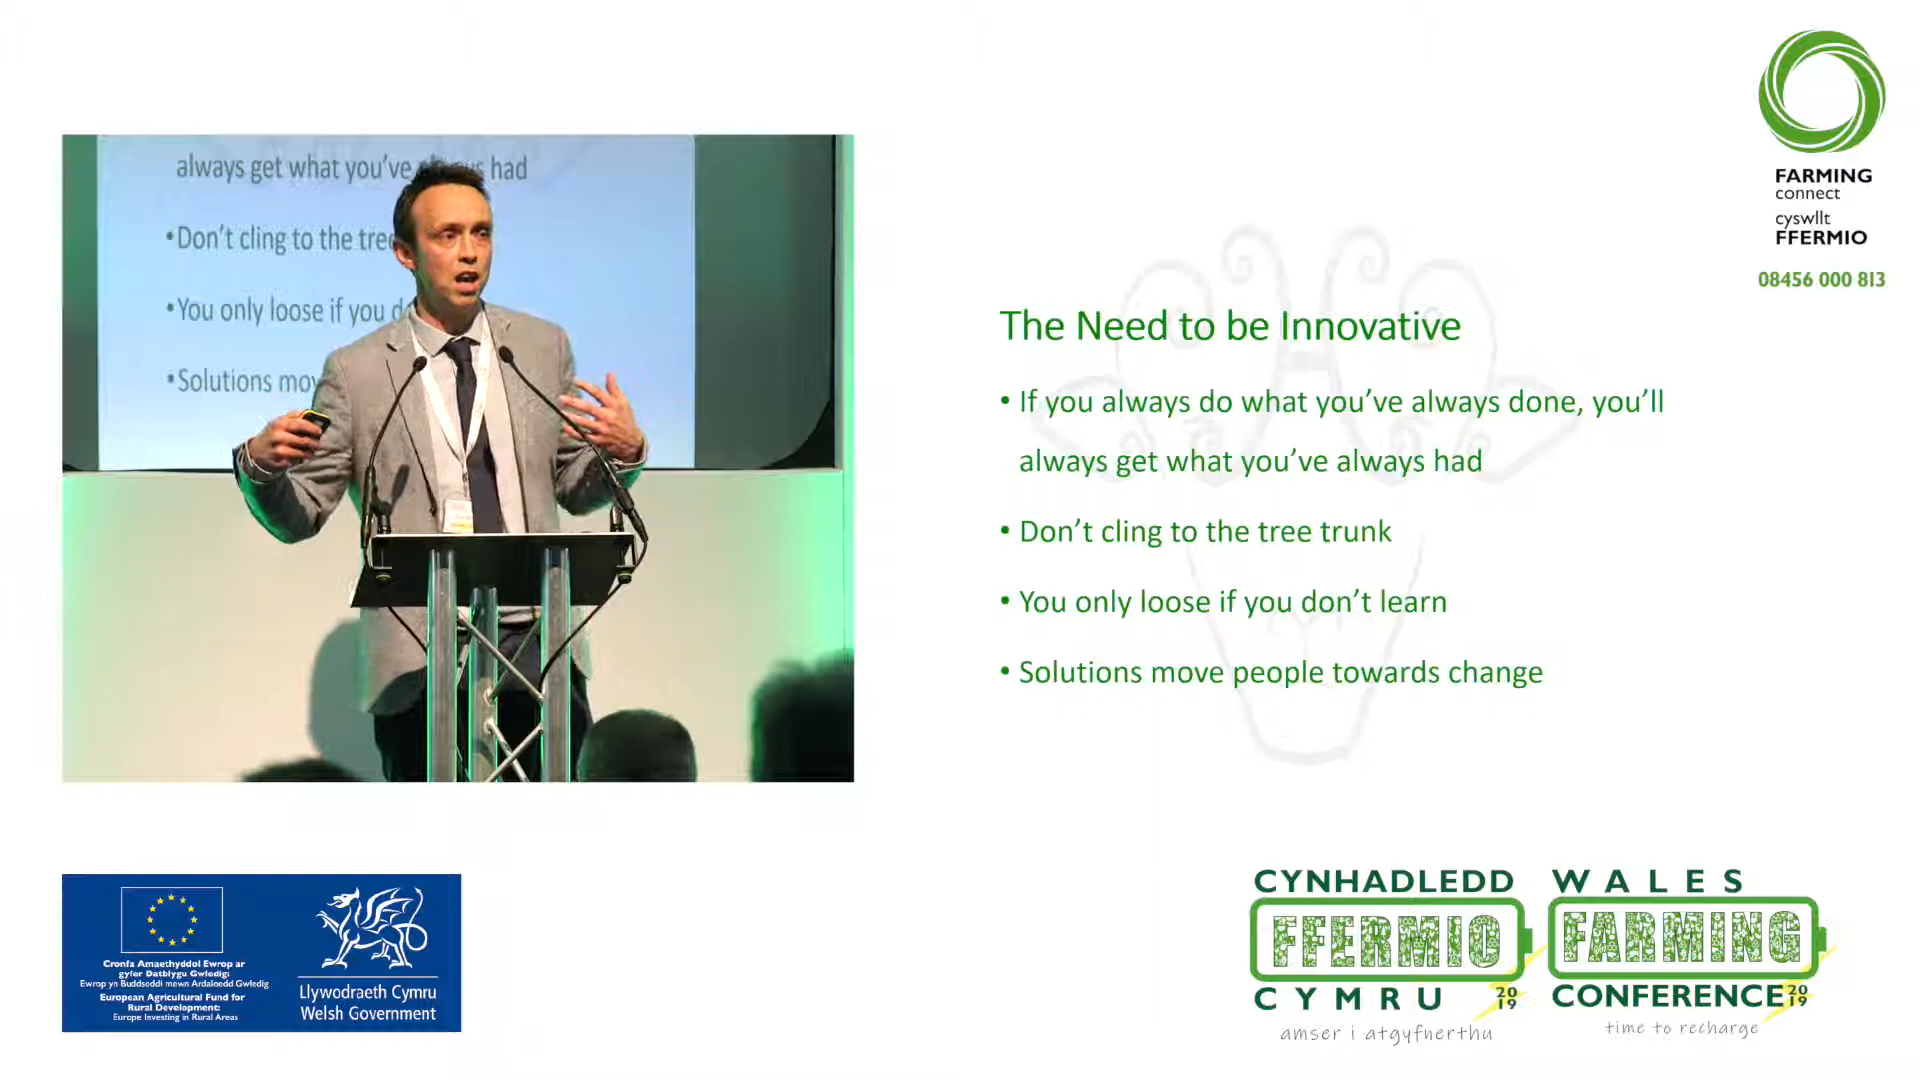 FARMING
connect
cyswllt
FFERMIO
08456 000 813
always get what you've always had
•Don't cling to the tree
•You only loose if you d
•Solutions mov
The Need to be Innovative
• If you always do what you've always done, you'll
always get what you've always had
• Don't cling to the tree trunk
• You only loose if you don't learn
• Solutions move people towards change
Cronfa Amaethyddol Ewrop ar
gyfer Datblygu Gwledig:
Ewrop yn Buddsoddi mewn Ardaloedd Gwledig
European Agricultural Fund for
Rural Development:
Europe Investing in Rural Areas
Llywodraeth Cymru
Welsh Government
CYNHADLEDD
FFERMIO
CYMRU 2019
amser i atgyfnerthu
WALES
FARMING
CONFERENCE 2019
time to recharge